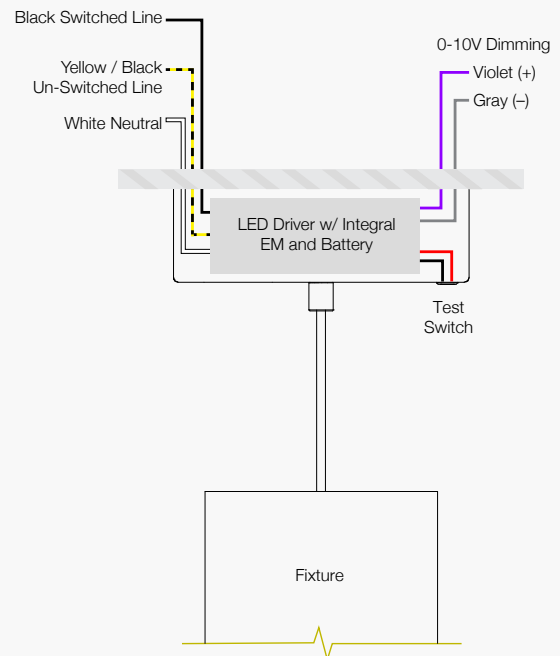 Black Switched Line
Yellow / Black
Un-Switched Line
White Neutral
0-10V Dimming
Violet (+)
Gray (–)
LED Driver w/ Integral
EM and Battery
Test
Switch
Fixture